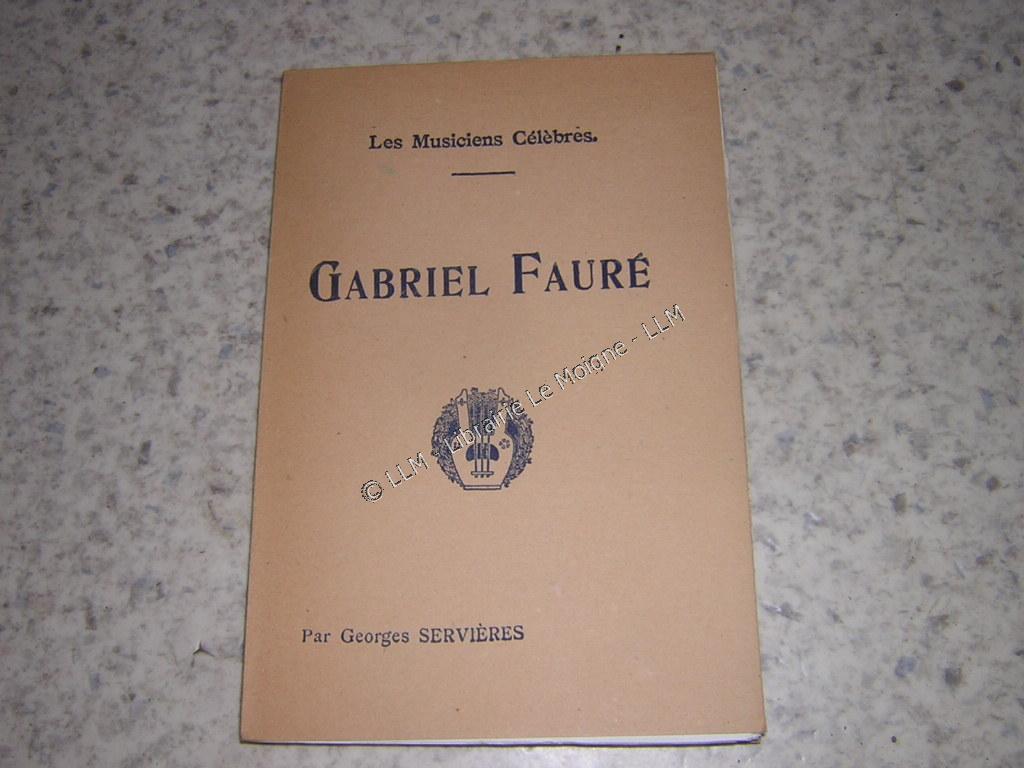 Les Musiciens Célèbres.
GABRIEL FAURÉ
© LLM - Librairie Le Moigne - LLM
Par Georges SERVIÈRES